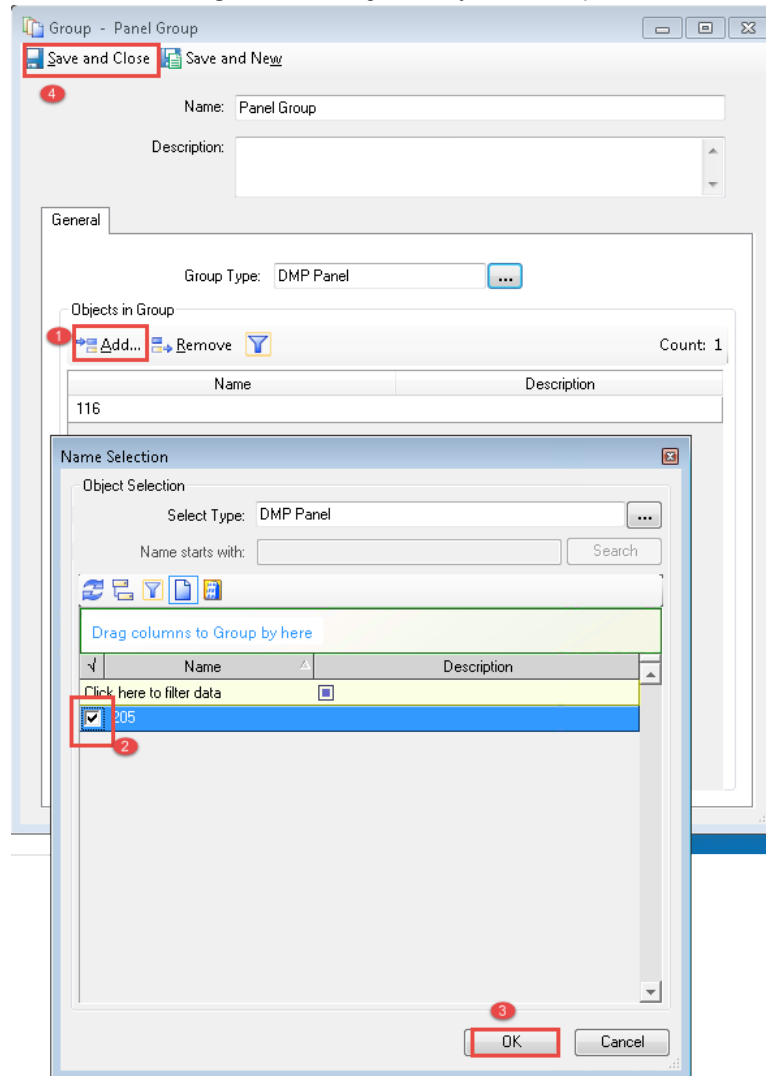 Group - Panel Group
Save and Close Save and New
4
Name: Panel Group
Description:
General
Group Type: DMP Panel ...
Objects in Group
1 Add... Remove Count: 1
Name Description
116
Name Selection
Object Selection
Select Type: DMP Panel ...
Name starts with: Search
Drag columns to Group by here
√ Name Description
Click here to filter data
205
2
3
OK Cancel